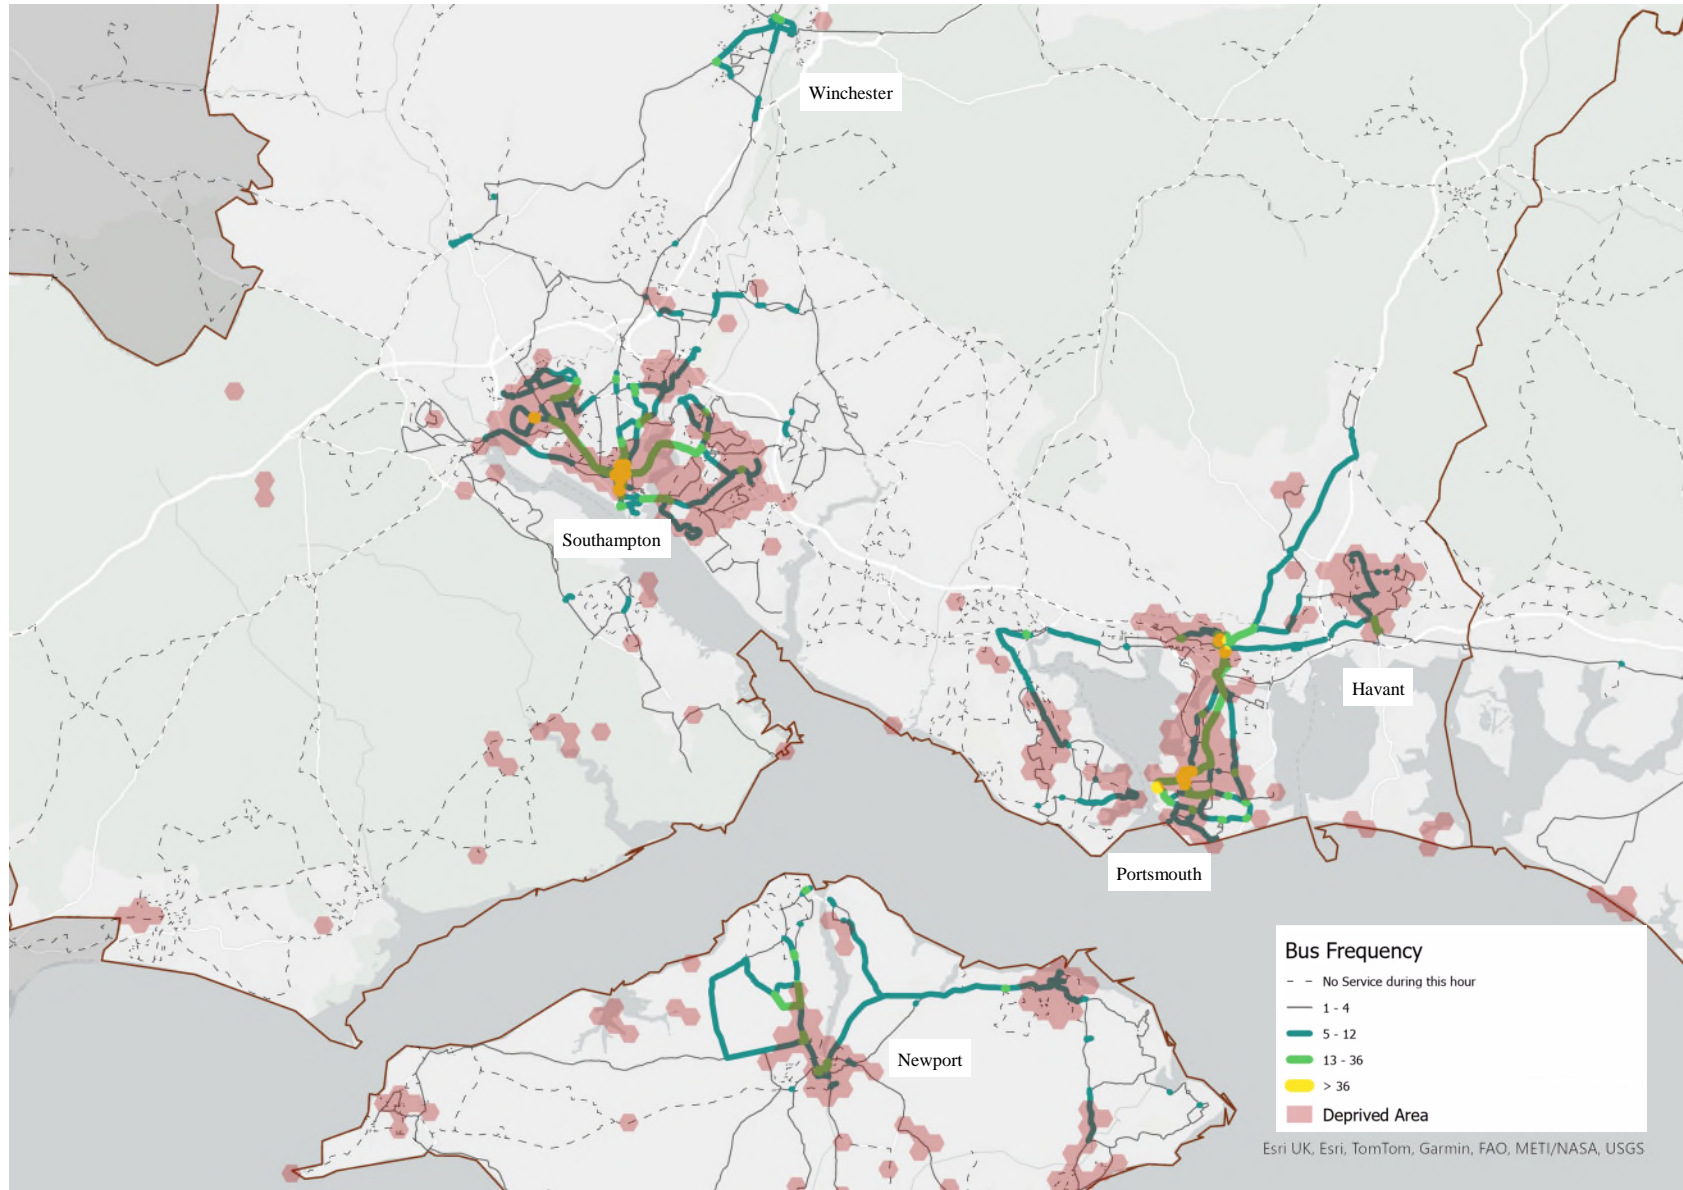 Winchester
Southampton
Havant
Portsmouth
Newport
Bus Frequency
No Service during this hour
1 - 4
5 - 12
13 - 36
> 36
Deprived Area
Esri UK, Esri, TomTom, Garmin, FAO, METI/NASA, USGS